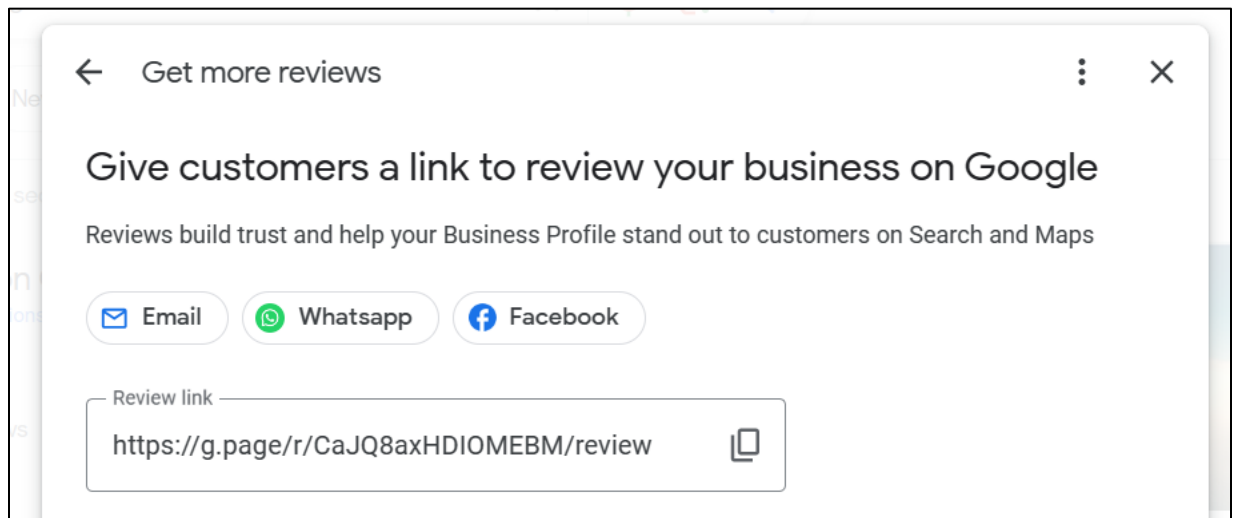 Get more reviews
Give customers a link to review your business on Google
Reviews build trust and help your Business Profile stand out to customers on Search and Maps
Email
Whatsapp
Facebook
Review link
https://g.page/r/CaJQ8axHDIOMEBM/review